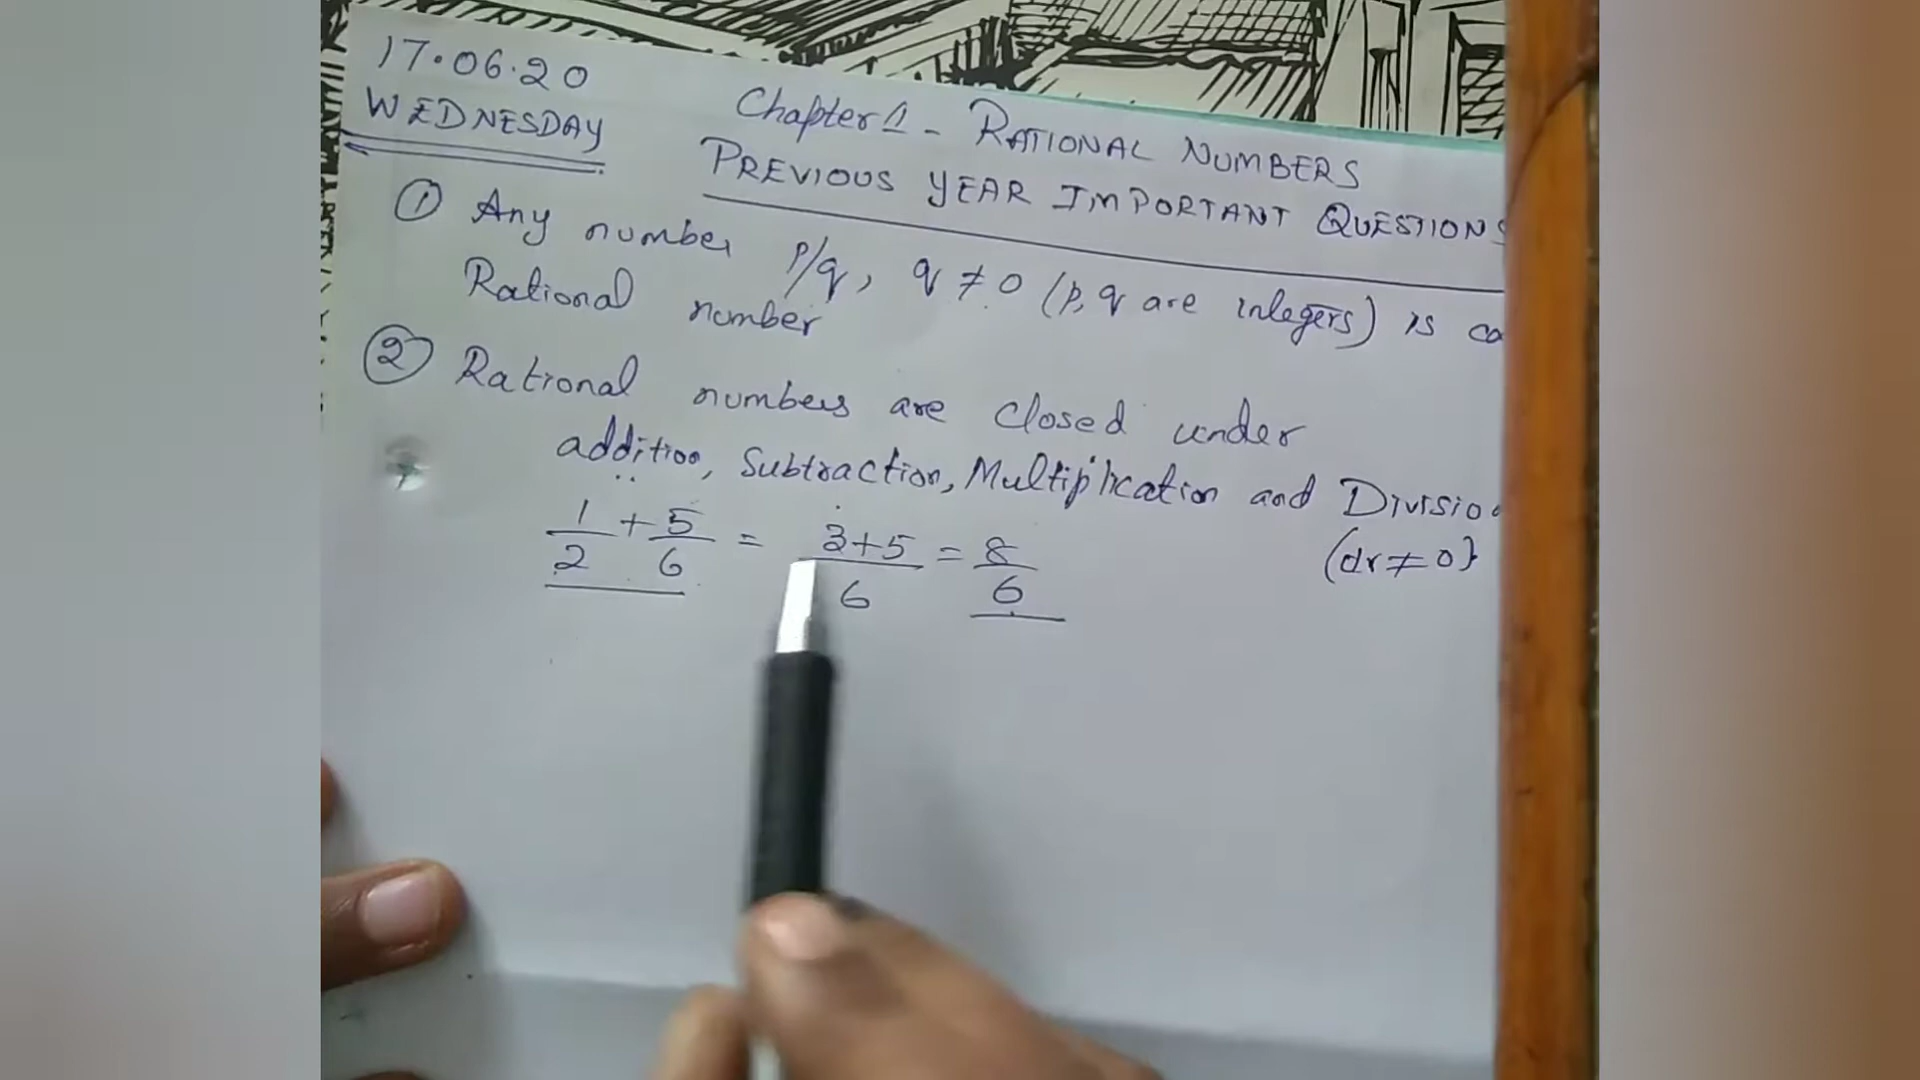 17.06.20
WEDNESDAY
Chapter 1 - RATIONAL NUMBERS
PREVIOUS YEAR IMPORTANT QUESTIONS
① Any number p/q, q ≠ 0 (p, q are integers) is
Rational number
② Rational numbers are closed under
addition, Subtraction, Multiplication and Divisio
(dr ≠ 0)
1/2 + 5/6 = 3+5/6 = 8/6